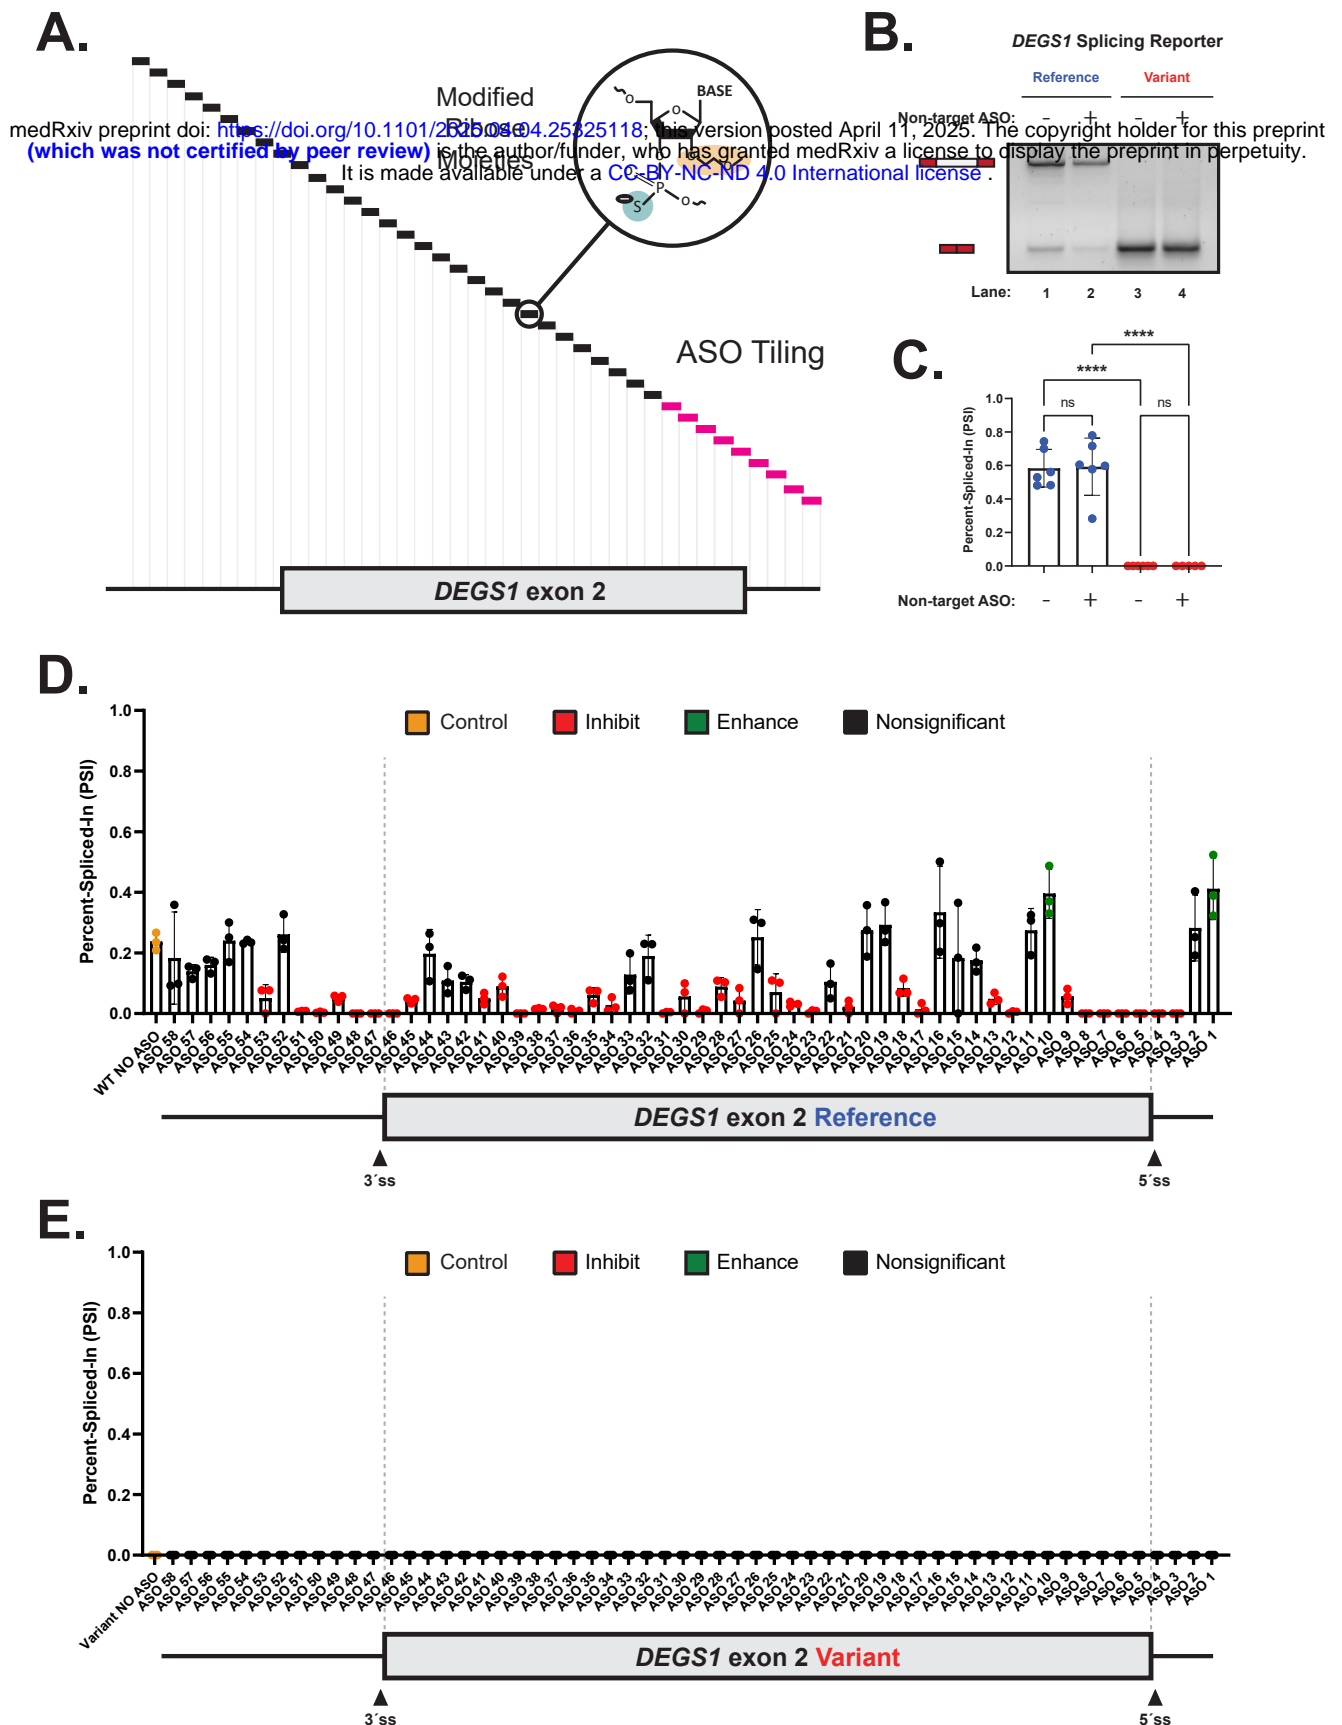 A.
B.
DEGS1 Splicing Reporter
Reference
Variant
Modified
Ribose
Moieties
BASE
O
O
O
O
P
O
S
O
Non-target ASO:
– + – +
medRxiv preprint doi: https://doi.org/10.1101/2025.04.04.25325118; this version posted April 11, 2025. The copyright holder for this preprint
(which was not certified by peer review) is the author/funder, who has granted medRxiv a license to display the preprint in perpetuity.
It is made available under a CC-BY-NC-ND 4.0 International license .
Lane: 1 2 3 4
ASO Tiling
DEGS1 exon 2
C.
****
****
ns
ns
Percent-Spliced-In (PSI)
1.0
0.8
0.6
0.4
0.2
0.0
Non-target ASO: – + – +
D.
Control
Inhibit
Enhance
Nonsignificant
Percent-Spliced-In (PSI)
1.0
0.8
0.6
0.4
0.2
0.0
WT NO ASO
ASO 58
ASO 57
ASO 56
ASO 55
ASO 54
ASO 53
ASO 52
ASO 51
ASO 50
ASO 49
ASO 48
ASO 47
ASO 46
ASO 45
ASO 44
ASO 43
ASO 42
ASO 41
ASO 40
ASO 39
ASO 38
ASO 37
ASO 36
ASO 35
ASO 34
ASO 33
ASO 32
ASO 31
ASO 30
ASO 29
ASO 28
ASO 27
ASO 26
ASO 25
ASO 24
ASO 23
ASO 22
ASO 21
ASO 20
ASO 19
ASO 18
ASO 17
ASO 16
ASO 15
ASO 14
ASO 13
ASO 12
ASO 11
ASO 10
ASO 9
ASO 8
ASO 7
ASO 6
ASO 5
ASO 4
ASO 3
ASO 2
ASO 1
DEGS1 exon 2 Reference
3´ss
5´ss
E.
Control
Inhibit
Enhance
Nonsignificant
Percent-Spliced-In (PSI)
1.0
0.8
0.6
0.4
0.2
0.0
Variant NO ASO
ASO 58
ASO 57
ASO 56
ASO 55
ASO 54
ASO 53
ASO 52
ASO 51
ASO 50
ASO 49
ASO 48
ASO 47
ASO 46
ASO 45
ASO 44
ASO 43
ASO 42
ASO 41
ASO 40
ASO 39
ASO 38
ASO 37
ASO 36
ASO 35
ASO 34
ASO 33
ASO 32
ASO 31
ASO 30
ASO 29
ASO 28
ASO 27
ASO 26
ASO 25
ASO 24
ASO 23
ASO 22
ASO 21
ASO 20
ASO 19
ASO 18
ASO 17
ASO 16
ASO 15
ASO 14
ASO 13
ASO 12
ASO 11
ASO 10
ASO 9
ASO 8
ASO 7
ASO 6
ASO 5
ASO 4
ASO 3
ASO 2
ASO 1
DEGS1 exon 2 Variant
3´ss
5´ss